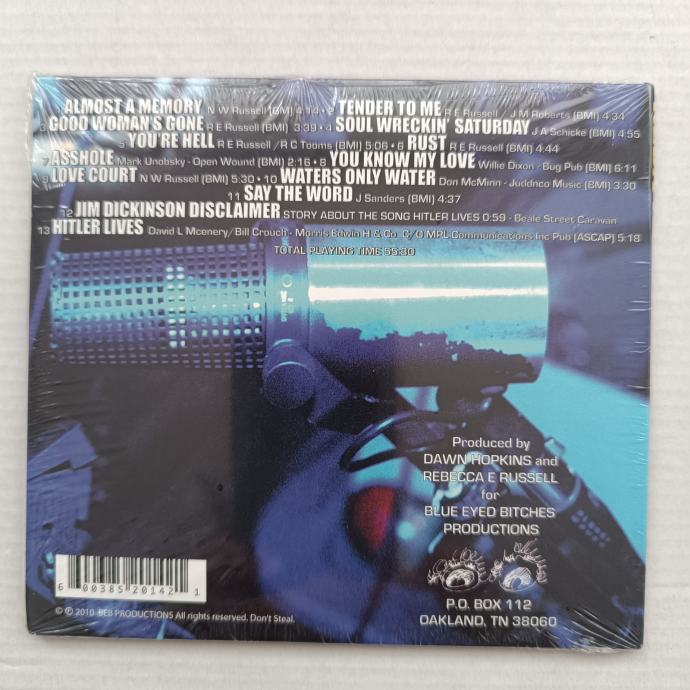 1 ALMOST A MEMORY N W Russell (BMI) 4:14 • 2 TENDER TO ME R E Russell / J M Roberts (BMI) 4:34
3 GOOD WOMAN'S GONE R E Russell (BMI) 3:39 • 4 SOUL WRECKIN' SATURDAY J A Schicke (BMI) 4:55
5 YOU'RE HELL R E Russell / R C Tooms (BMI) 5:06 • 6 RUST R E Russell (BMI) 4:44
7 ASSHOLE Mark Unobsky - Open Wound (BMI) 2:16 • 8 YOU KNOW MY LOVE Willie Dixon / Bug Pub (BMI) 6:11
9 LOVE COURT N W Russell (BMI) 5:30 • 10 WATERS ONLY WATER Don McMinn - Juddnco Music (BMI) 3:30
11 SAY THE WORD J Sanders (BMI) 4:37
12 JIM DICKINSON DISCLAIMER STORY ABOUT THE SONG HITLER LIVES 0:59 - Beale Street Caravan
13 HITLER LIVES David L Mcenery/Bill Crouch - Morris Edwin H & Co. C/O MPL Communications Inc Pub (ASCAP) 5:18
TOTAL PLAYING TIME 55:30
Produced by
DAWN HOPKINS and
REBECCA E RUSSELL
for
BLUE EYED BITCHES
PRODUCTIONS
P.O. BOX 112
OAKLAND, TN 38060
6 00385 20142 1
© ℗ 2010 BEB PRODUCTIONS All rights reserved. Don't Steal.